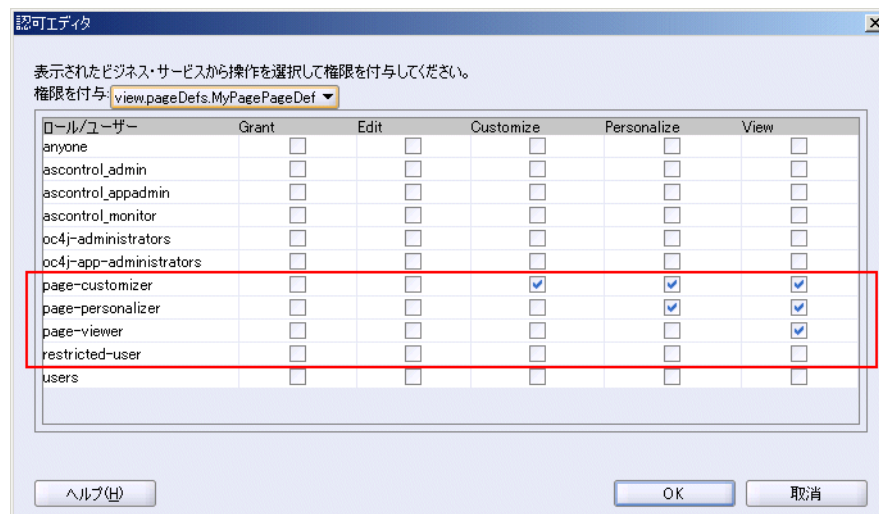 認可エディタ
表示されたビジネス・サービスから操作を選択して権限を付与してください。
権限を付与: view.pageDefs.MyPagePageDef
ロール/ユーザー Grant Edit Customize Personalize View
anyone
ascontrol_admin
ascontrol_appadmin
ascontrol_monitor
oc4j-administrators
oc4j-app-administrators
page-customizer
page-personalizer
page-viewer
restricted-user
users
ヘルプ(H) OK 取消